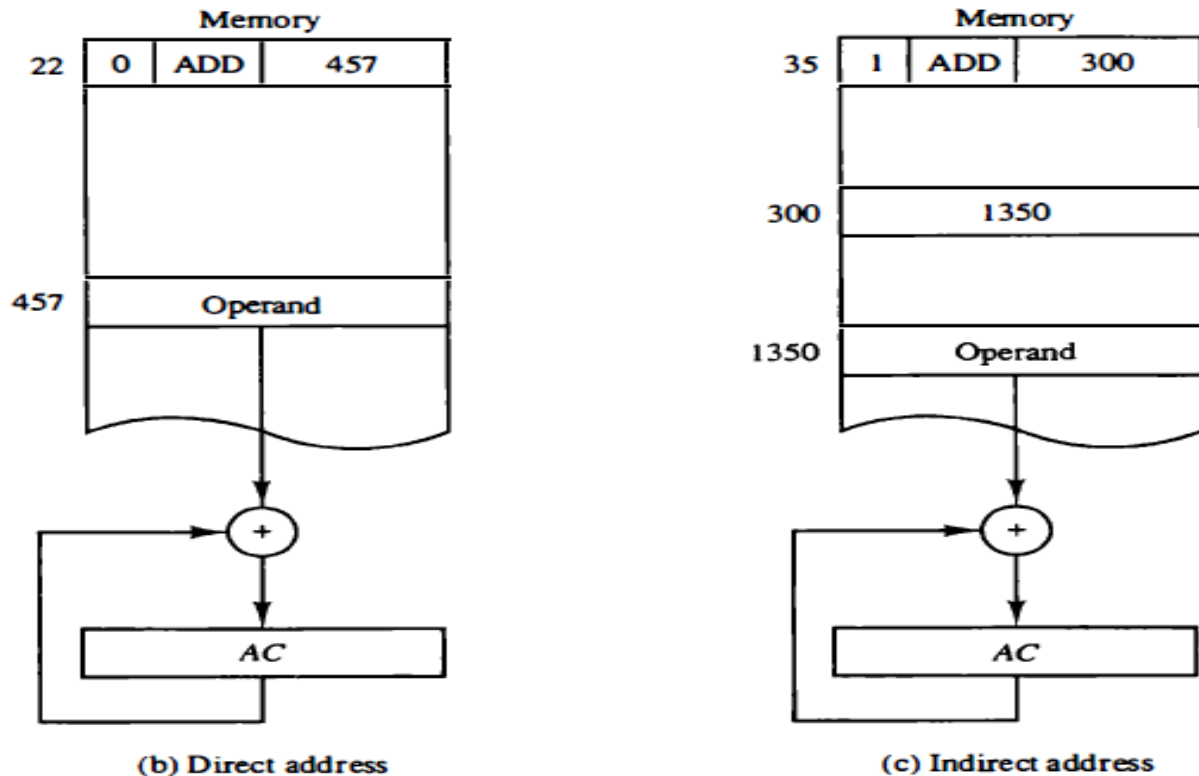 Memory
22 0 ADD 457
457 Operand
+
AC
(b) Direct address
Memory
35 1 ADD 300
300 1350
1350 Operand
+
AC
(c) Indirect address